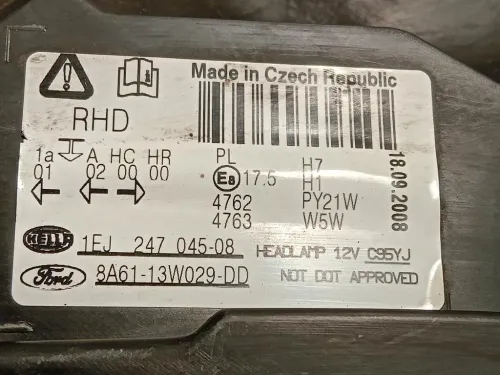 Made in Czech Republic
RHD
1a A HC HR PL H7
01 02 00 00 E8 17.5 H1
4762 PY21W
4763 W5W
18.09.2008
HELLA 1EJ 247 045-08 HEADLAMP 12V C95YJ
Ford 8A61-13W029-DD NOT DOT APPROVED